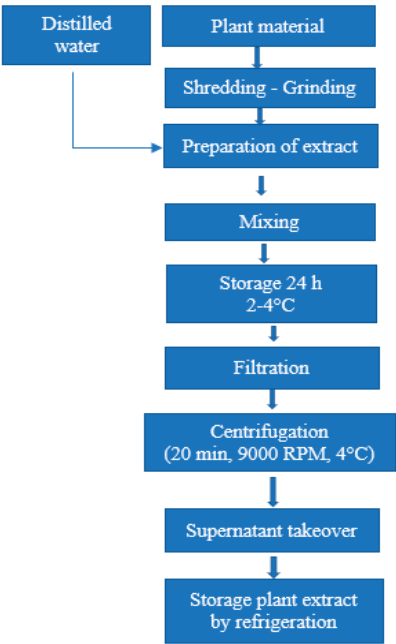 Distilled
water
Plant material
Shredding - Grinding
Preparation of extract
Mixing
Storage 24 h
2-4°C
Filtration
Centrifugation
(20 min, 9000 RPM, 4°C)
Supernatant takeover
Storage plant extract
by refrigeration